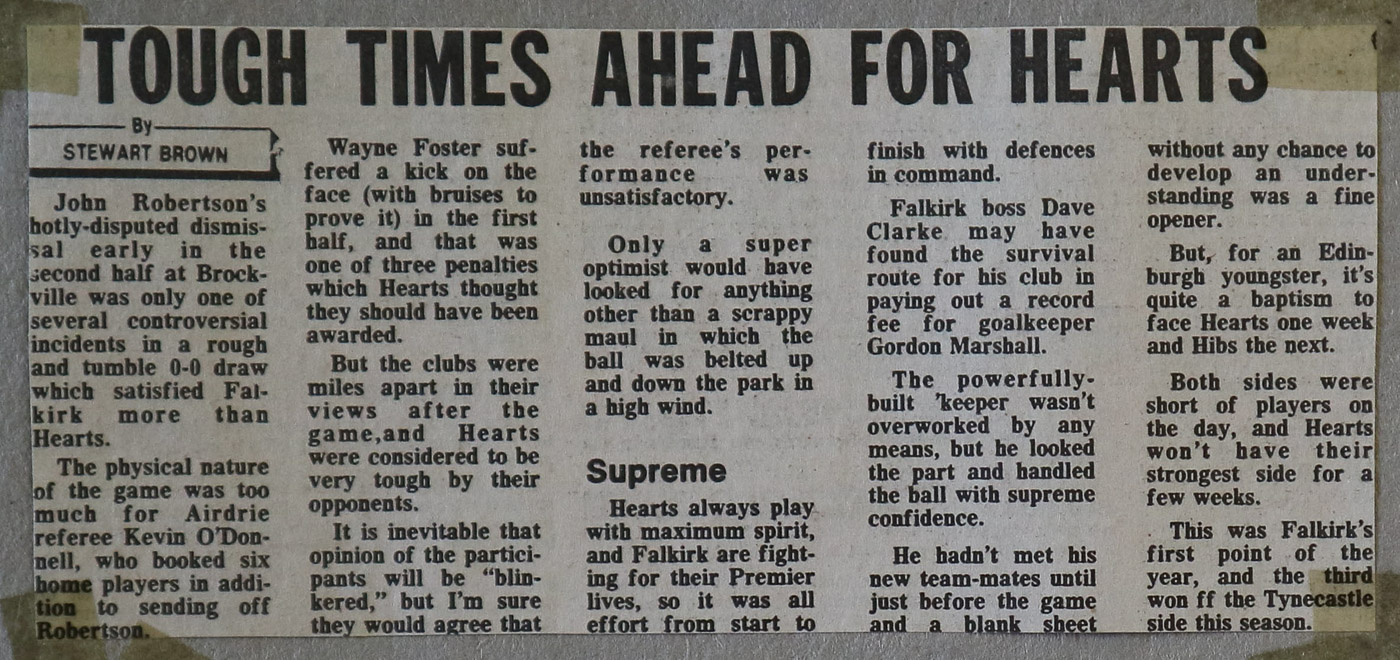 TOUGH TIMES AHEAD FOR HEARTS
By
STEWART BROWN
John Robertson's
hotly-disputed dismis-
sal early in the
second half at Brock-
ville was only one of
several controversial
incidents in a rough
and tumble 0-0 draw
which satisfied Fal-
kirk more than
Hearts.
The physical nature
of the game was too
much for Airdrie
referee Kevin O'Don-
nell, who booked six
home players in addi-
tion to sending off
Robertson.
Wayne Foster suf-
fered a kick on the
face (with bruises to
prove it) in the first
half, and that was
one of three penalties
which Hearts thought
they should have been
awarded.
But the clubs were
miles apart in their
views after the
game,and Hearts
were considered to be
very tough by their
opponents.
It is inevitable that
opinion of the partici-
pants will be "blin-
kered," but I'm sure
they would agree that
the referee's per-
formance was
unsatisfactory.
Only a super
optimist would have
looked for anything
other than a scrappy
maul in which the
ball was belted up
and down the park in
a high wind.
Supreme
Hearts always play
with maximum spirit,
and Falkirk are fight-
ing for their Premier
lives, so it was all
effort from start to
finish with defences
in command.
Falkirk boss Dave
Clarke may have
found the survival
route for his club in
paying out a record
fee for goalkeeper
Gordon Marshall.
The powerfully-
built 'keeper wasn't
overworked by any
means, but he looked
the part and handled
the ball with supreme
confidence.
He hadn't met his
new team-mates until
just before the game
and a blank sheet
without any chance to
develop an under-
standing was a fine
opener.
But, for an Edin-
burgh youngster, it's
quite a baptism to
face Hearts one week
and Hibs the next.
Both sides were
short of players on
the day, and Hearts
won't have their
strongest side for a
few weeks.
This was Falkirk's
first point of the
year, and the third
won ff the Tynecastle
side this season.